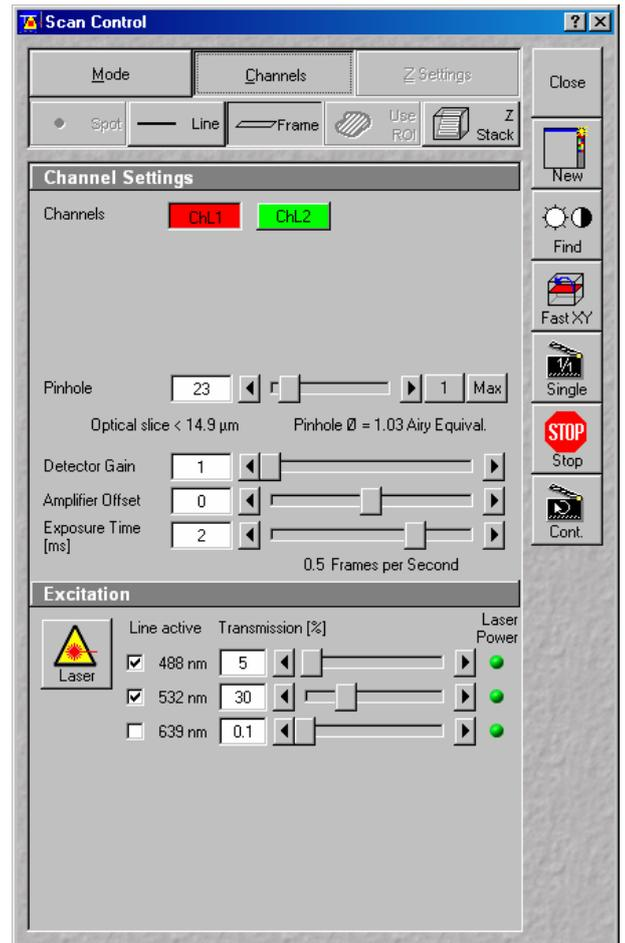 Scan Control
Mode Channels Z Settings Close
Spot Line Frame Use ROI Z Stack
New
Channel Settings
Channels ChL1 ChL2
Find
Fast XY
Pinhole 23 1 Max
1/1
Single
Optical slice < 14.9 µm Pinhole Ø = 1.03 Airy Equival.
STOP
Stop
Detector Gain 1
Amplifier Offset 0
Exposure Time [ms] 2
Cont.
0.5 Frames per Second
Excitation
Line active Transmission [%] Laser Power
Laser
488 nm 5
532 nm 30
639 nm 0.1